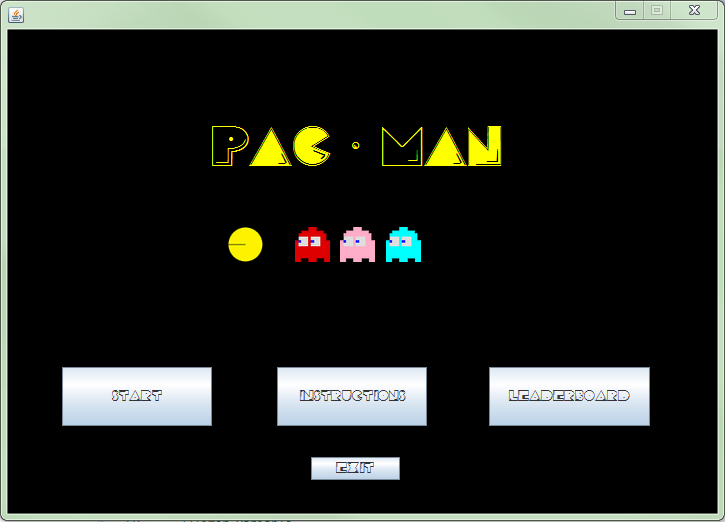 PAC · MAN
START
INSTRUCTIONS
LEADERBOARD
EXIT